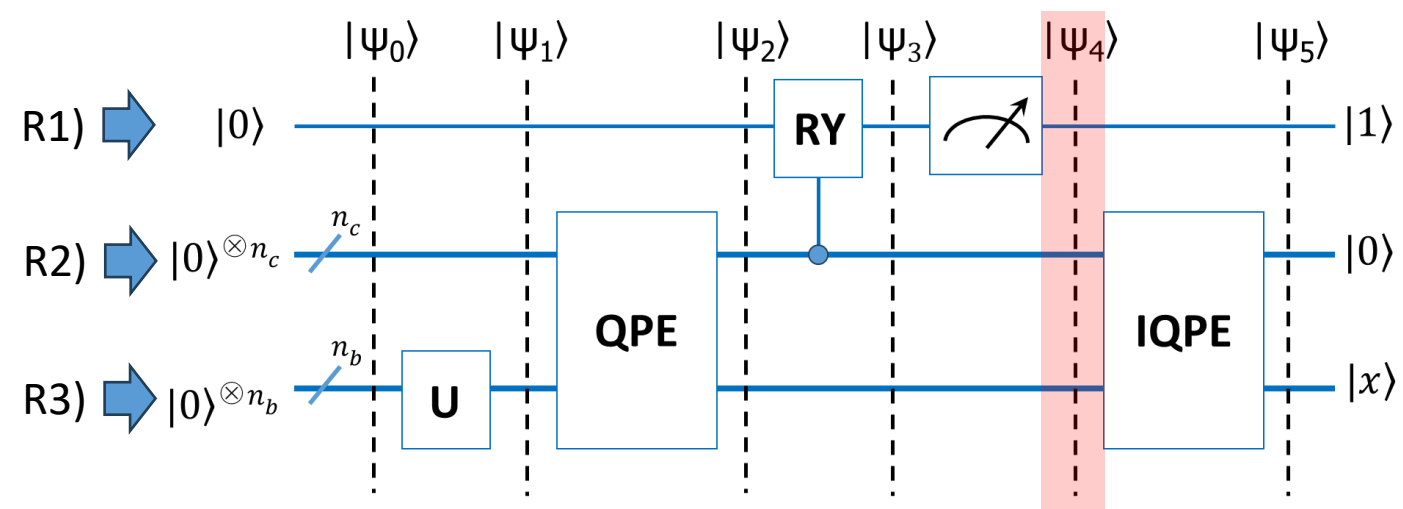 |Ψ₀⟩ |Ψ₁⟩ |Ψ₂⟩ |Ψ₃⟩ |Ψ₄⟩ |Ψ₅⟩
R1) |0⟩ RY |1⟩
R2) |0⟩^{⊗n_c} n_c |0⟩
QPE IQPE
R3) |0⟩^{⊗n_b} n_b U |x⟩